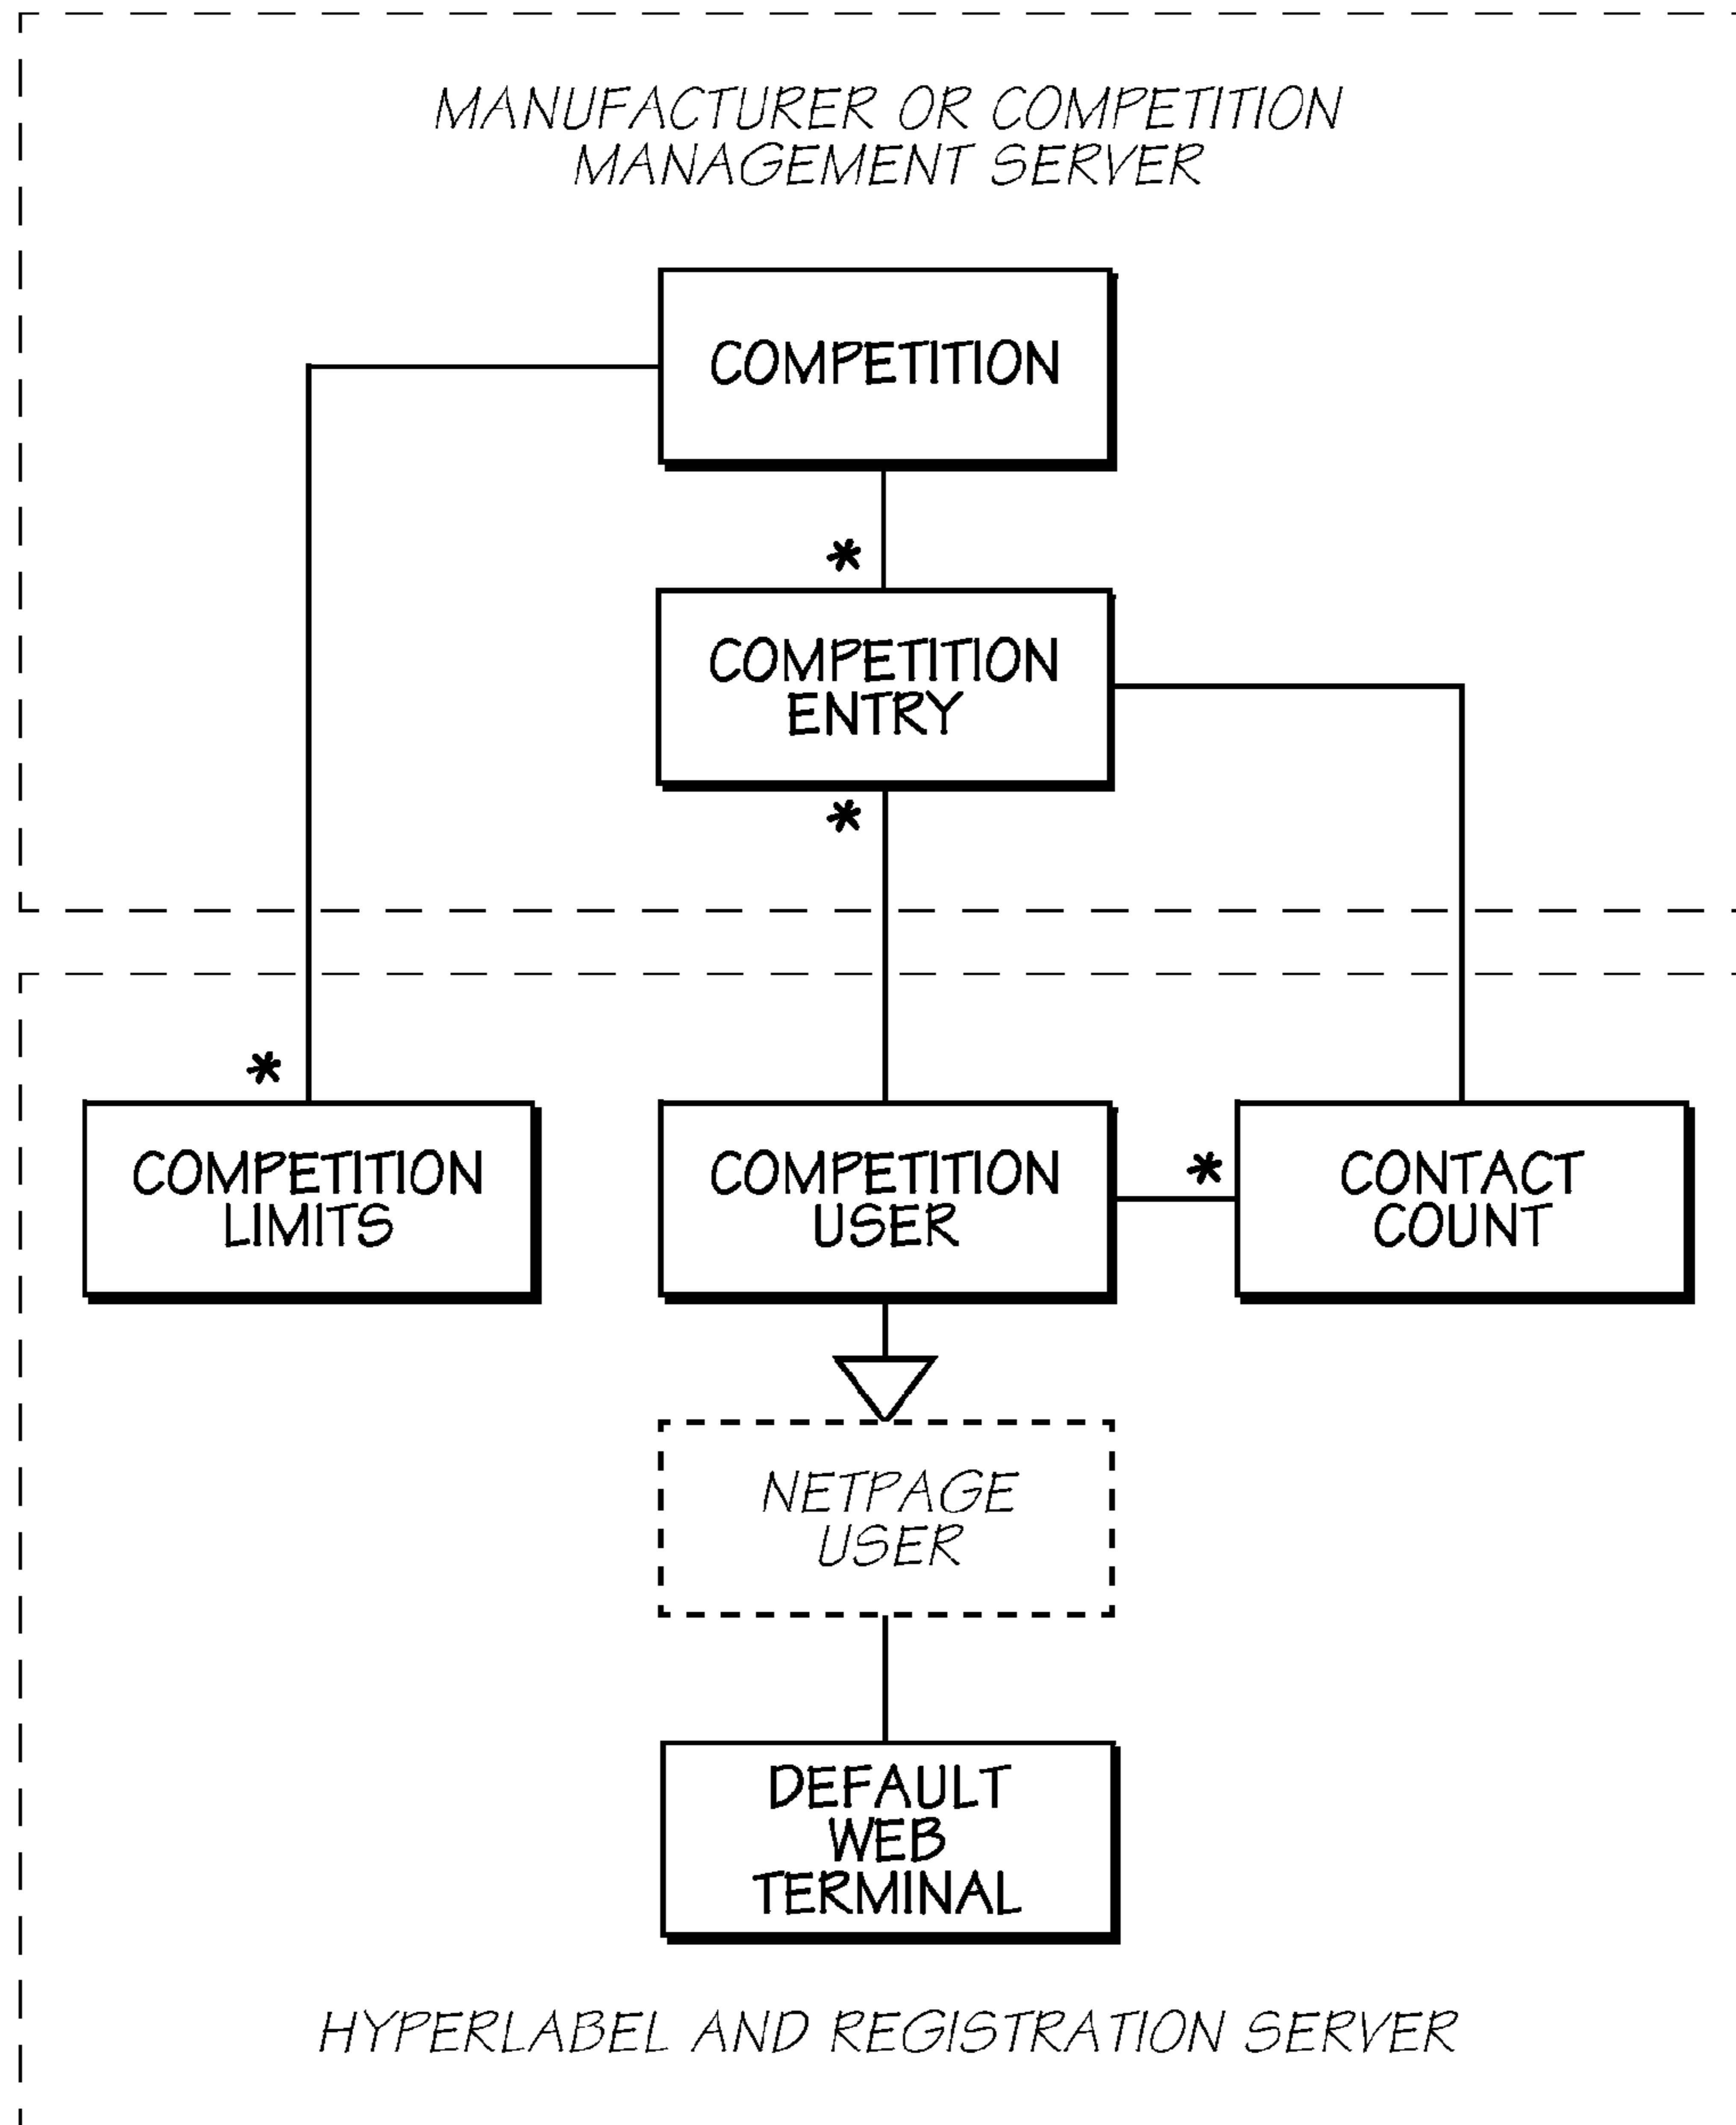 MANUFACTURER OR COMPETITION
MANAGEMENT SERVER
COMPETITION
*
COMPETITION
ENTRY
*
*
COMPETITION
LIMITS
COMPETITION
USER
*
CONTACT
COUNT
NETPAGE
USER
DEFAULT
WEB
TERMINAL
HYPERLABEL AND REGISTRATION SERVER